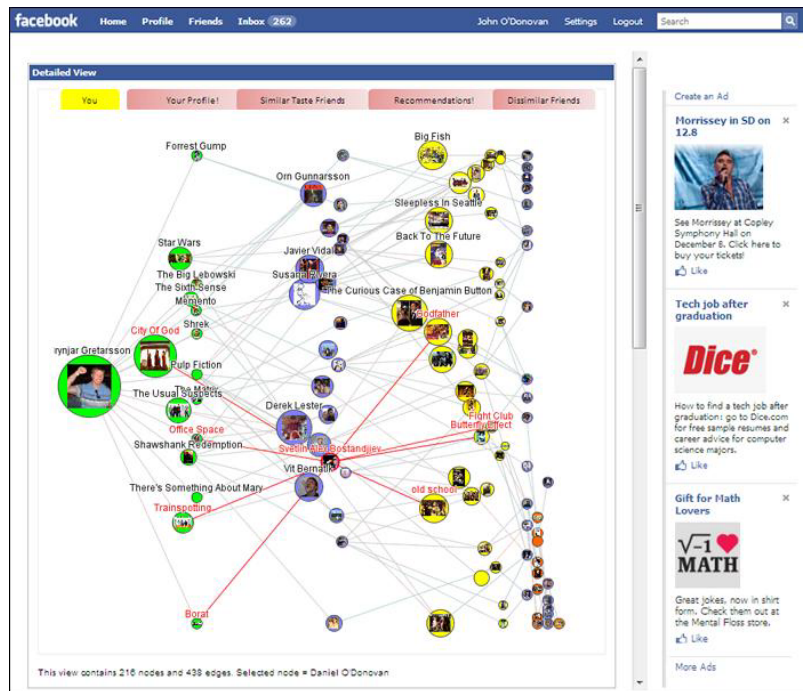 facebook Home Profile Friends Inbox 262 John O'Donovan Settings Logout Search
Detailed View
You Your Profile! Similar Taste Friends Recommendations! Dissimilar Friends
Forrest Gump
Big Fish
Orn Gunnarsson
Sleepless In Seattle
Back To The Future
Star Wars
Javier Vidal
The Big Lebowski
Susana Rivera
The Sixth Sense
The Curious Case of Benjamin Button
Memento
Godfather
Shrek
City Of God
rynjar Gretarsson
Pulp Fiction
The Usual Suspects
Derek Lester
Fight Club
Office Space
Butterfly Effect
Shawshank Redemption
Svetlin Alex Bostandjiev
Vit Bernatik
There's Something About Mary
old school
Trainspotting
Borat
This view contains 216 nodes and 438 edges. Selected node = Daniel O'Donovan
Create an Ad
Morrissey in SD on
12.8
See Morrissey at Copley
Symphony Hall on
December 8. Click here to
buy your tickets!
Like
Tech job after
graduation
Dice
How to find a tech job after
graduation: go to Dice.com
for free sample resumes and
career advice for computer
science majors.
Like
Gift for Math
Lovers
√-1
MATH
Great jokes, now in shirt
form. Check them out at
the Mental Floss store.
Like
More Ads